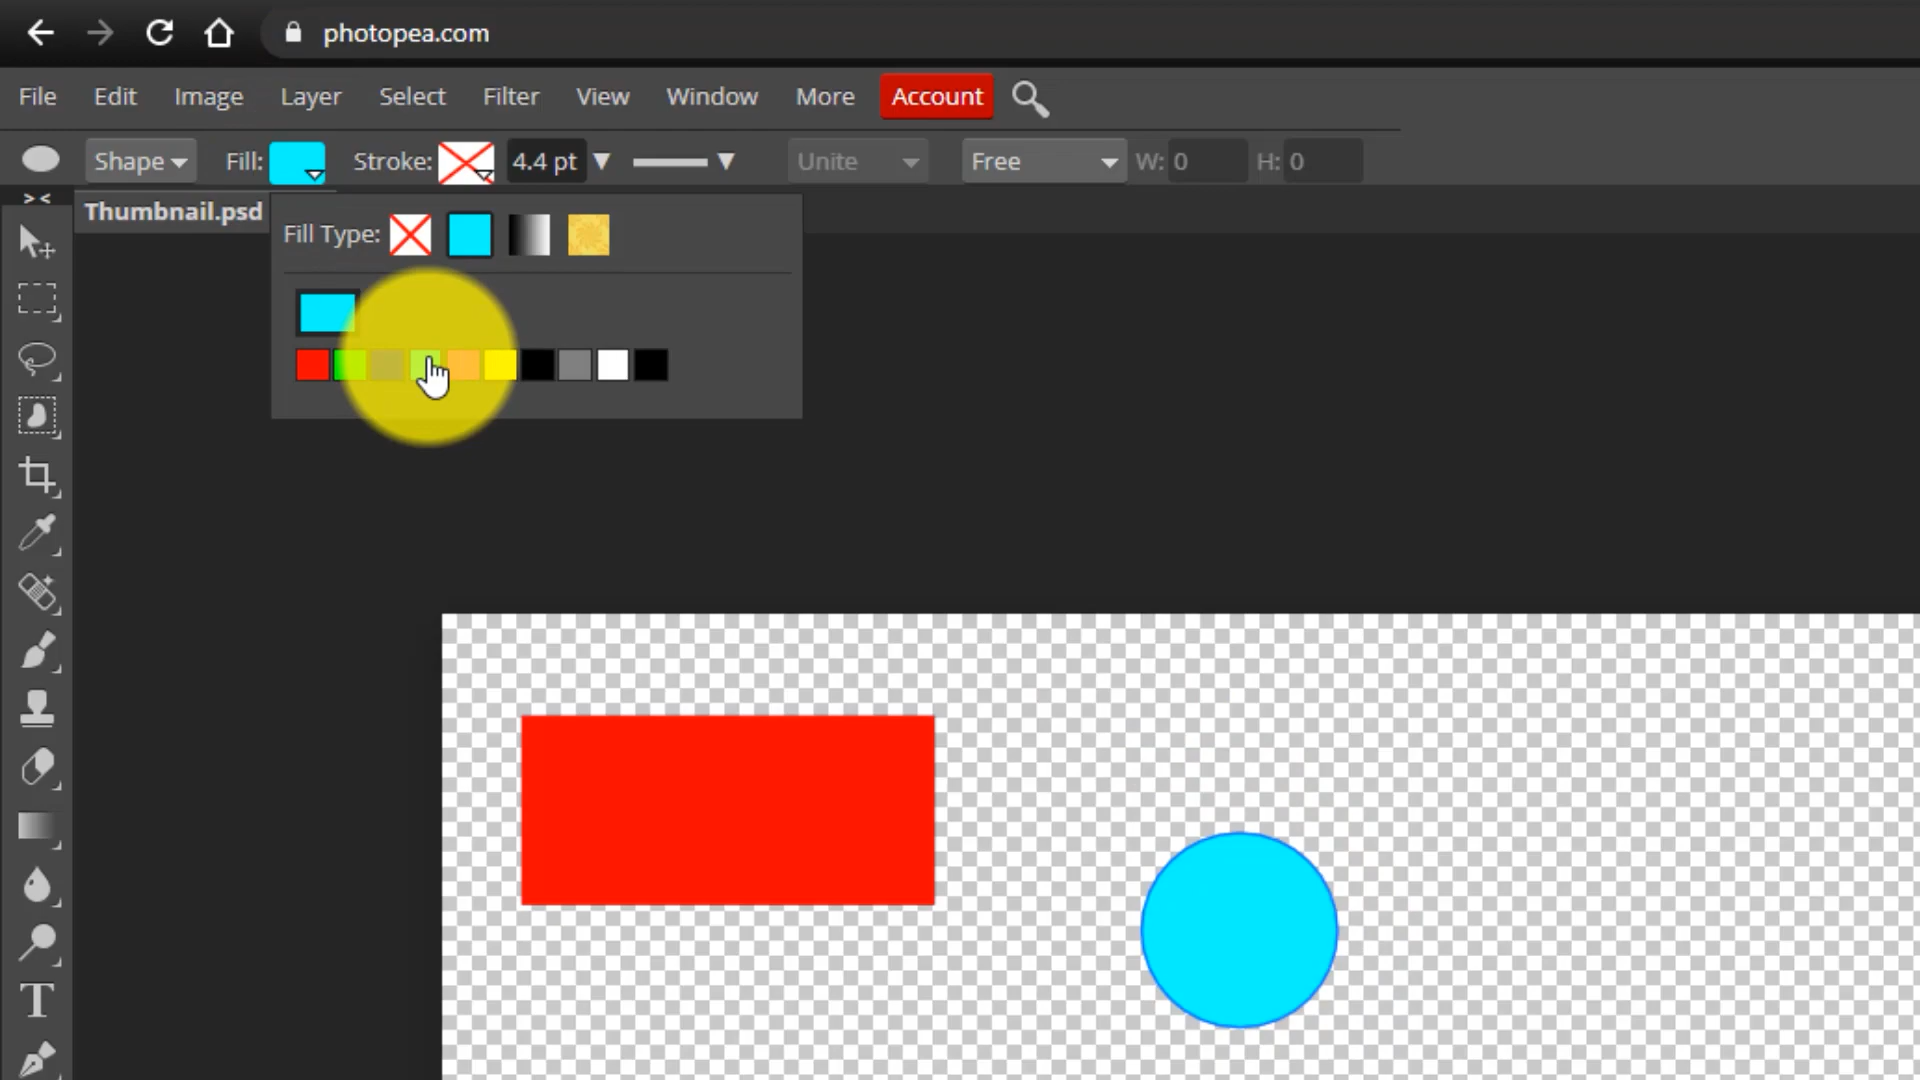 photopea.com
File Edit Image Layer Select Filter View Window More Account
Shape Fill: Stroke: 4.4 pt Unite Free W: 0 H: 0
> <
Thumbnail.psd
Fill Type:
T